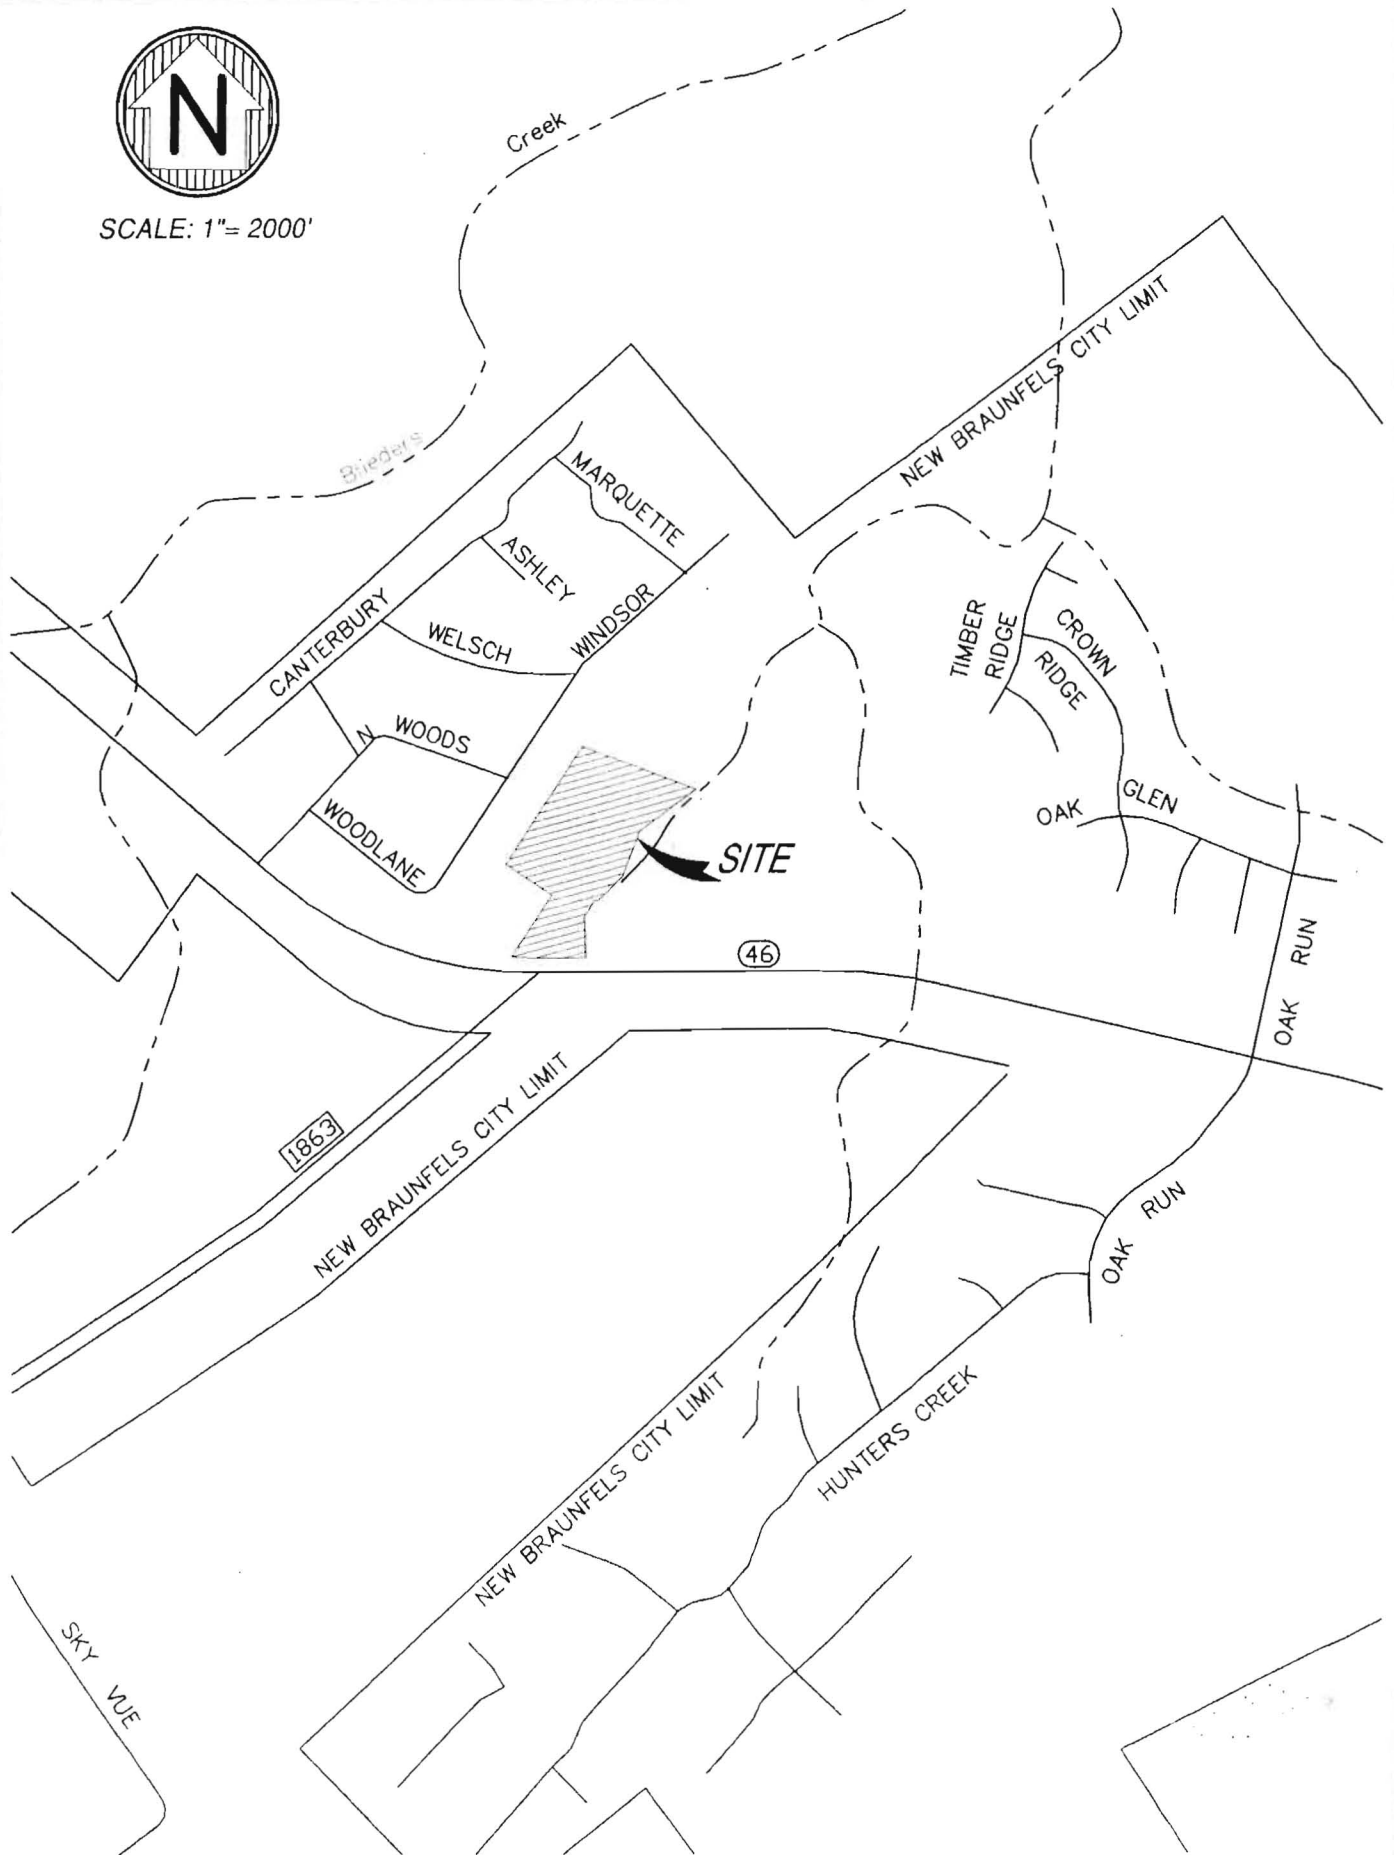 N
SCALE: 1"= 2000'
Creek
Blieders
NEW BRAUNFELS CITY LIMIT
MARQUETTE
ASHLEY
WINDSOR
CANTERBURY
WELSCH
N WOODS
WOODLANE
TIMBER
RIDGE
CROWN
RIDGE
OAK GLEN
SITE
46
OAK RUN
1863
NEW BRAUNFELS CITY LIMIT
OAK RUN
HUNTERS CREEK
NEW BRAUNFELS CITY LIMIT
SKY VUE